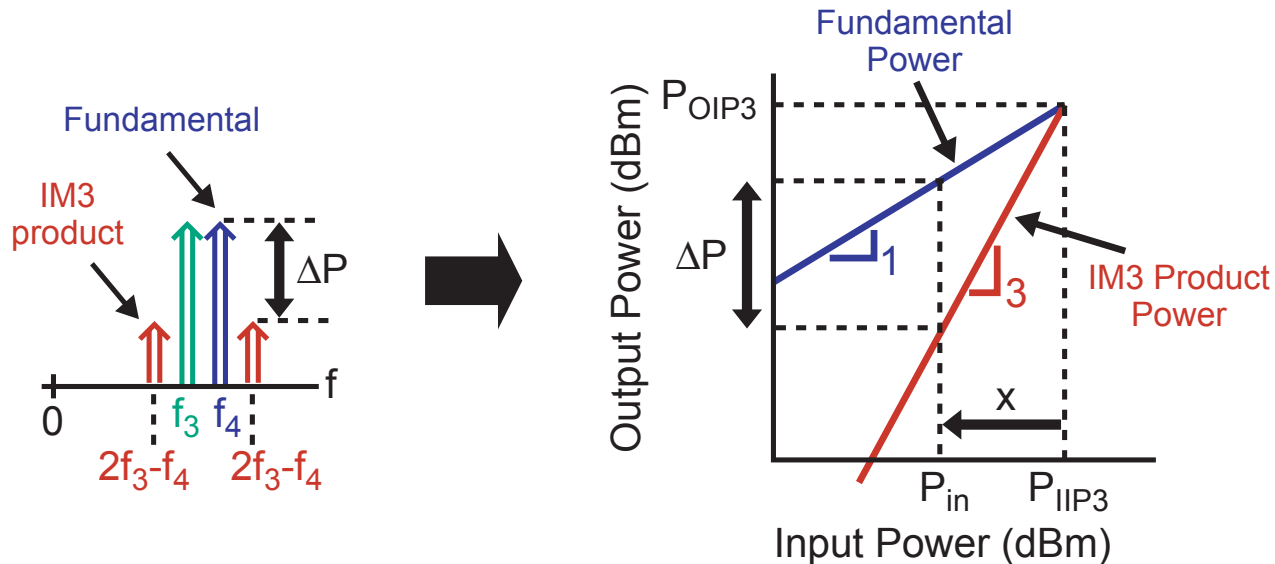 Fundamental
IM3
product
ΔP
f
0
f3
f4
2f3-f4
2f3-f4
Fundamental
Power
Output Power (dBm)
POIP3
ΔP
1
3
IM3 Product
Power
x
Pin
PIIP3
Input Power (dBm)